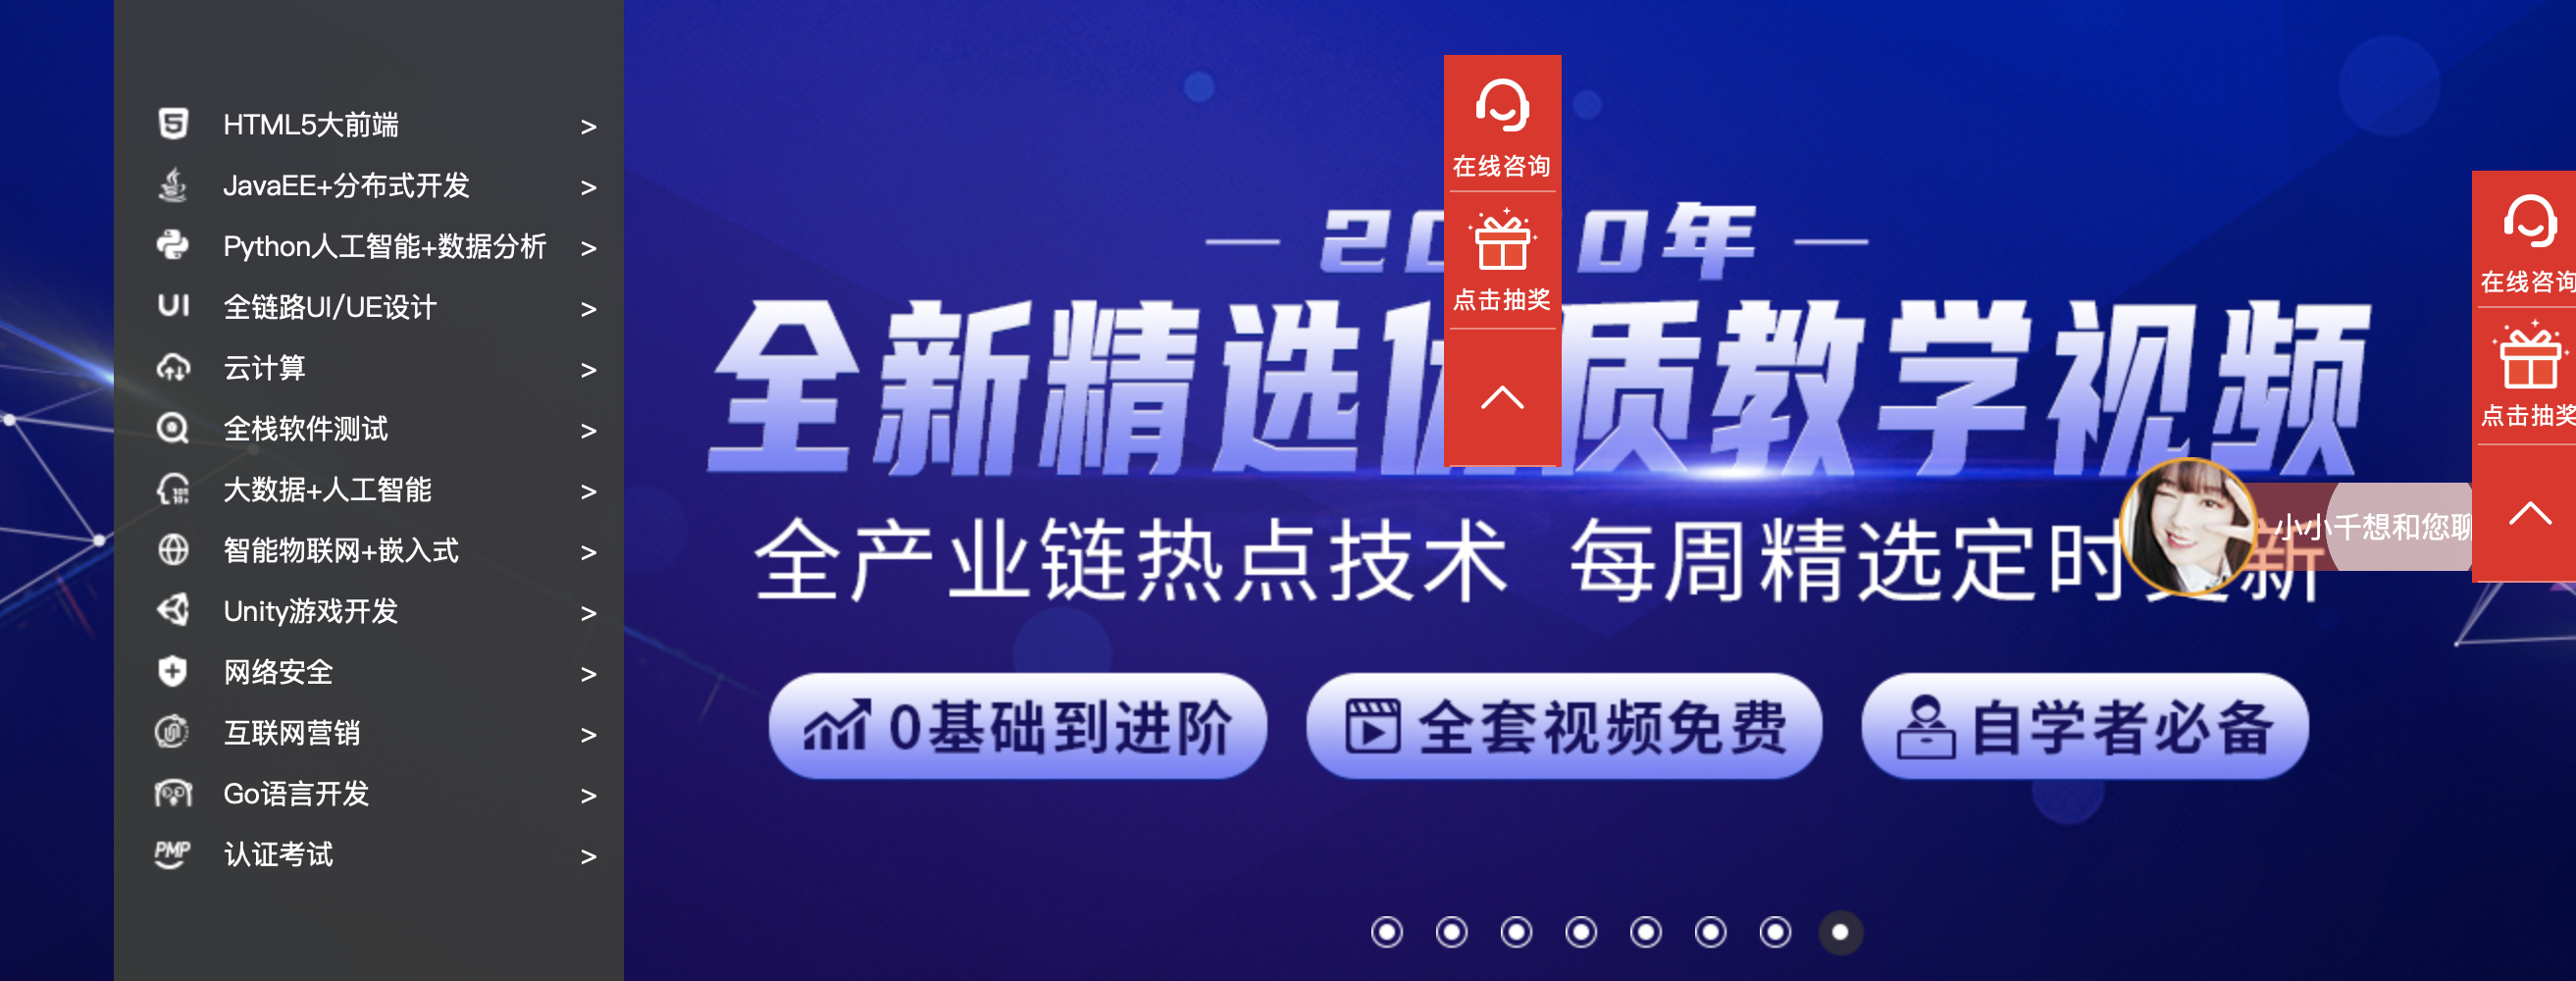 HTML5大前端 >
JavaEE+分布式开发 >
Python人工智能+数据分析 >
UI 全链路UI/UE设计 >
云计算 >
全栈软件测试 >
大数据+人工智能 >
智能物联网+嵌入式 >
Unity游戏开发 >
网络安全 >
互联网营销 >
Go语言开发 >
PMP 认证考试 >
在线咨询
点击抽奖
2 0年
全新精选优质教学视频
全产业链热点技术 每周精选定时更新
0基础到进阶
全套视频免费
自学者必备
小小千想和您聊
在线咨询
点击抽奖